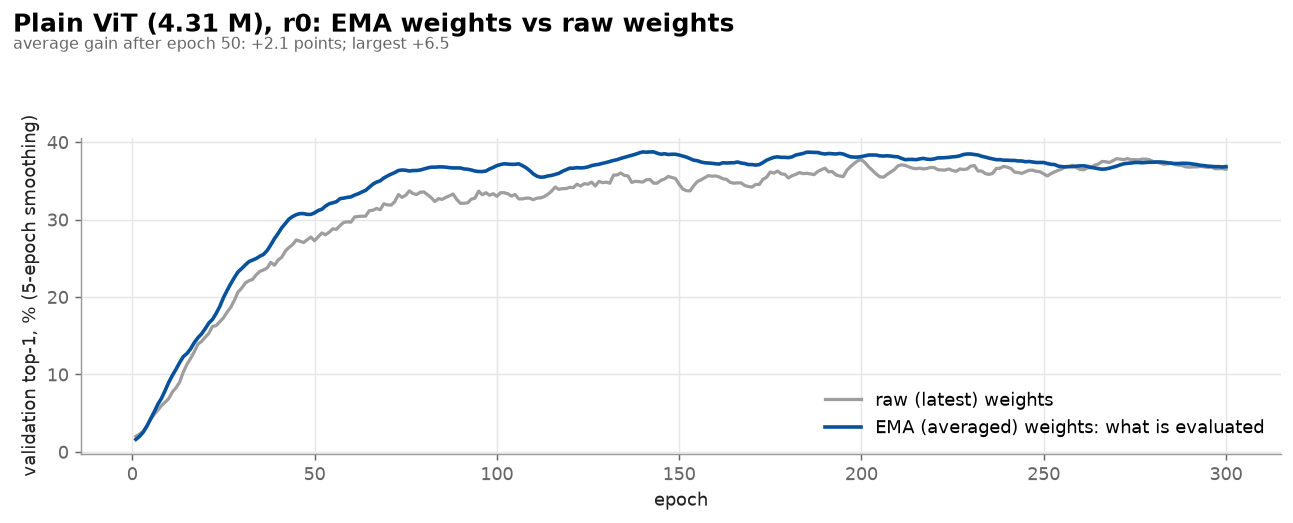 Plain ViT (4.31 M), r0: EMA weights vs raw weights
average gain after epoch 50: +2.1 points; largest +6.5
validation top-1, % (5-epoch smoothing)
40
30
20
10
0
raw (latest) weights
EMA (averaged) weights: what is evaluated
0 50 100 150 200 250 300
epoch